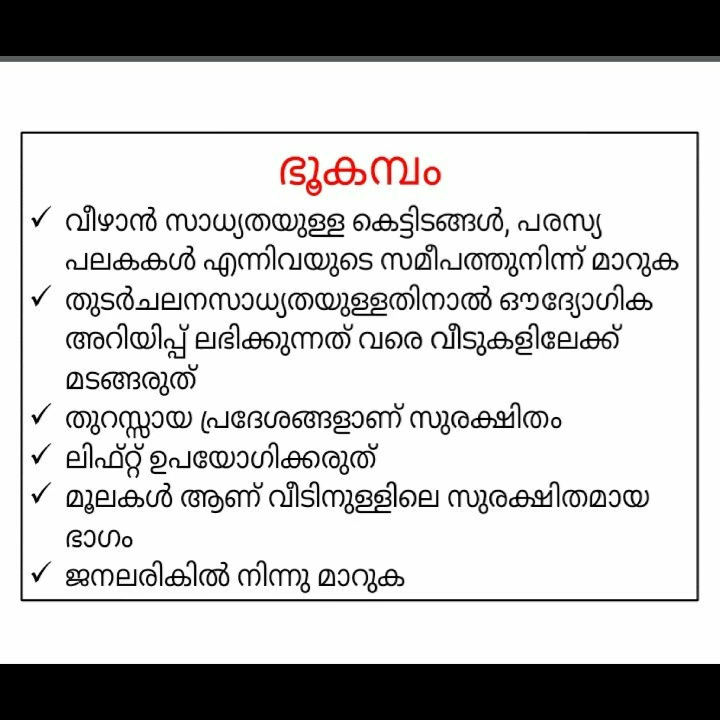 ഭൂകമ്പം
✓ വീഴാൻ സാധ്യതയുള്ള കെട്ടിടങ്ങൾ, പരസ്യ
പലകകൾ എന്നിവയുടെ സമീപത്തുനിന്ന് മാറുക
✓ തുടർചലനസാധ്യതയുള്ളതിനാൽ ഔദ്യോഗിക
അറിയിപ്പ് ലഭിക്കുന്നത് വരെ വീടുകളിലേക്ക്
മടങ്ങരുത്
✓ തുറസ്സായ പ്രദേശങ്ങളാണ് സുരക്ഷിതം
✓ ലിഫ്റ്റ് ഉപയോഗിക്കരുത്
✓ മൂലകൾ ആണ് വീടിനുള്ളിലെ സുരക്ഷിതമായ
ഭാഗം
✓ ജനലരികിൽ നിന്നു മാറുക